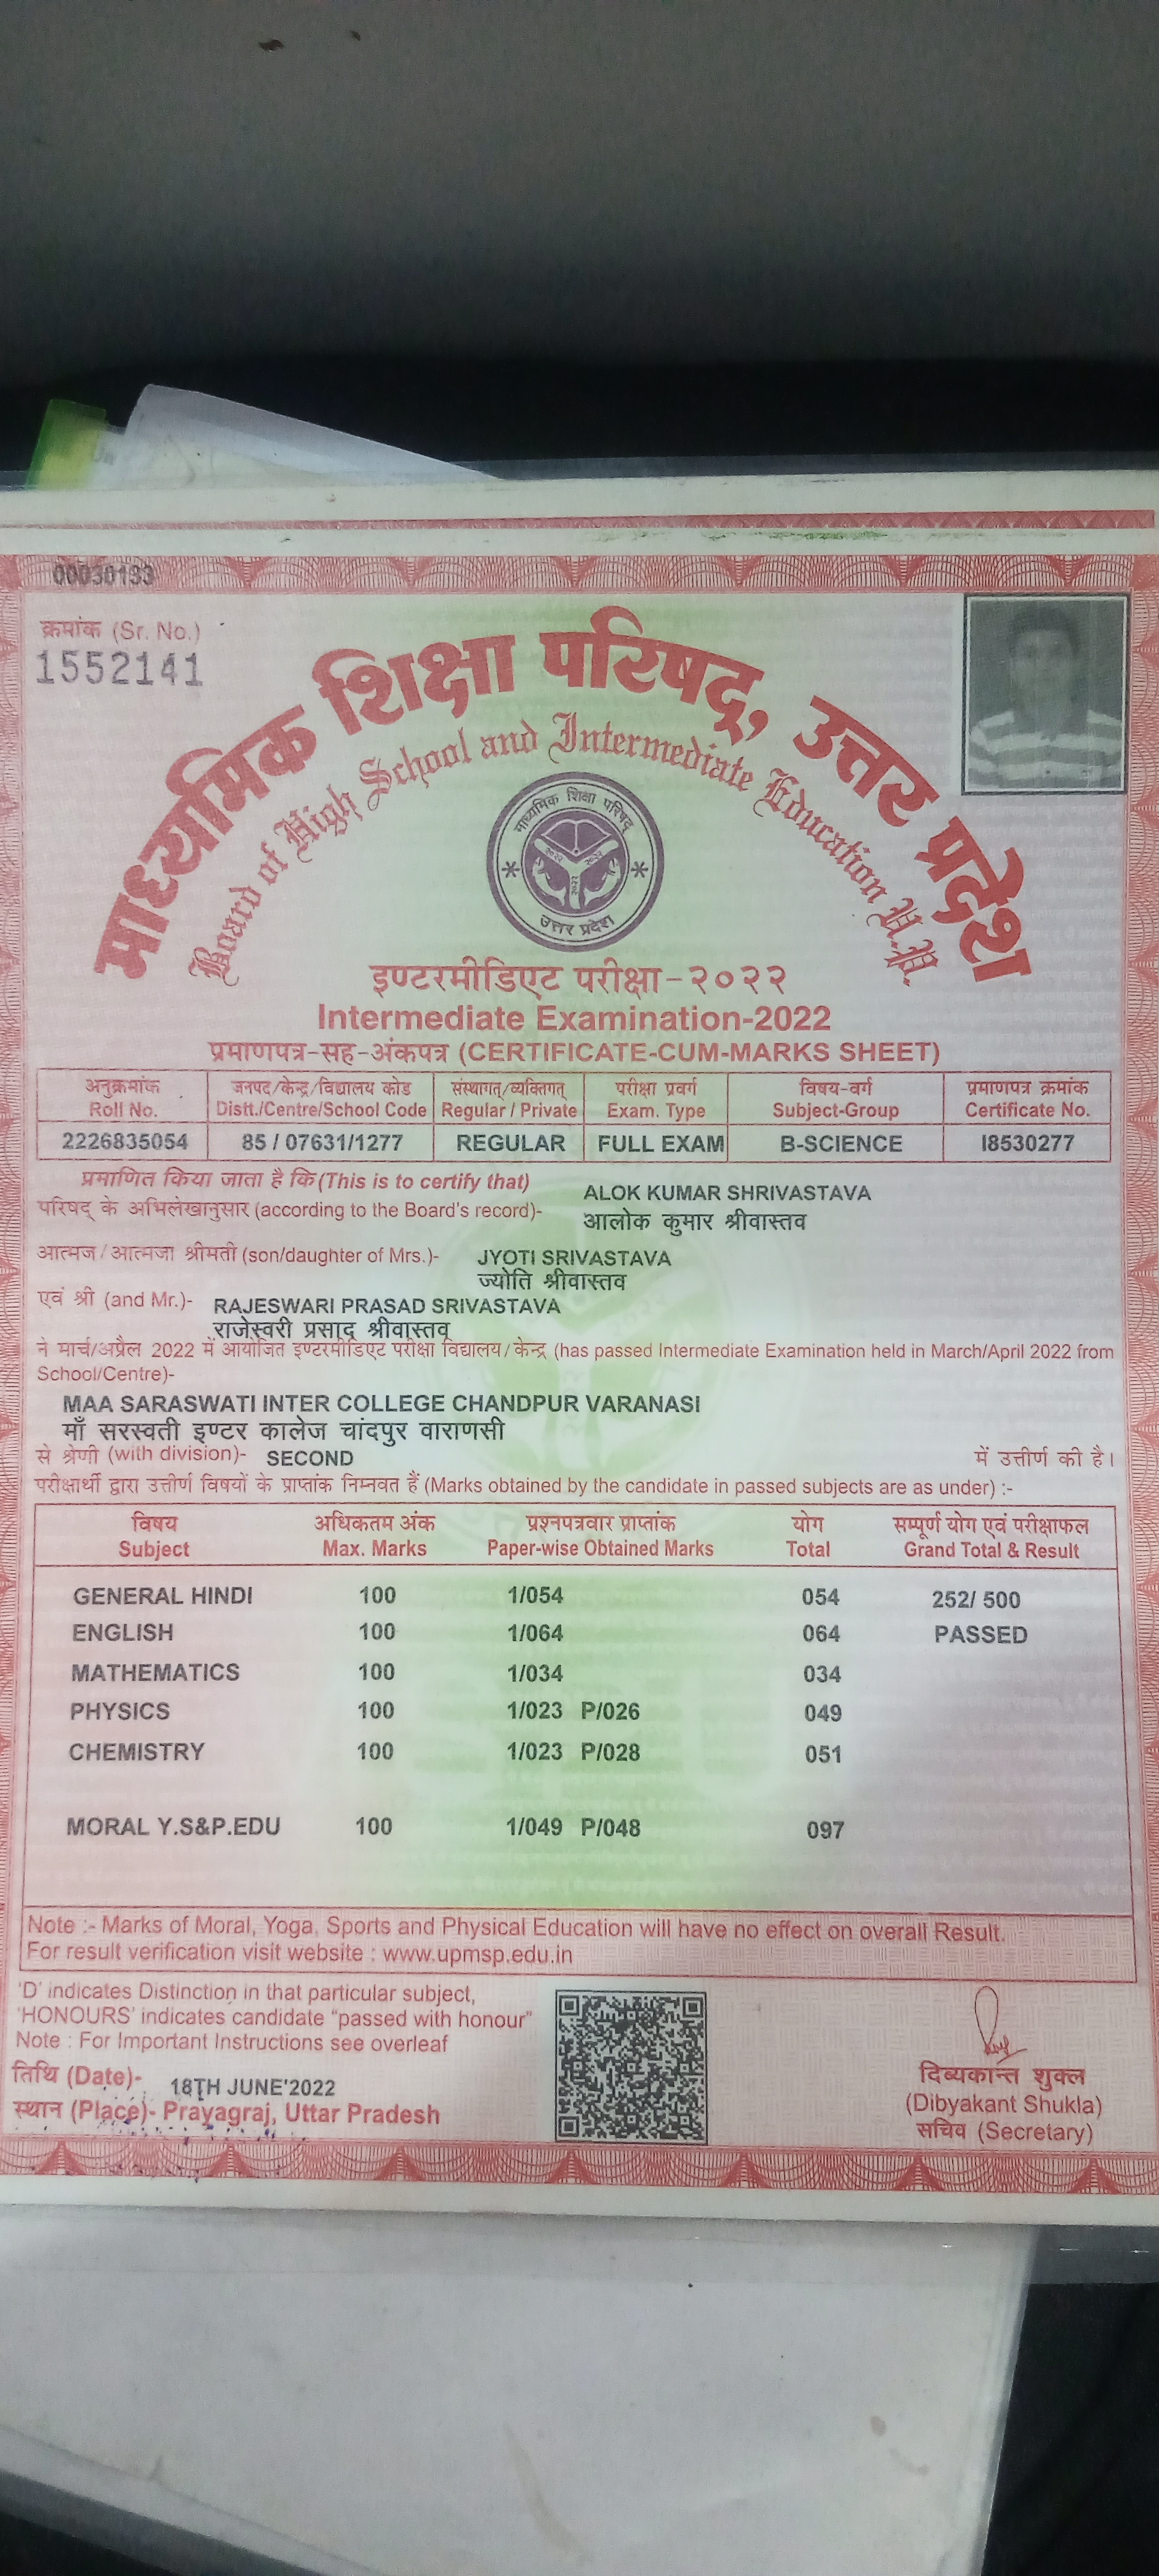 00030193
क्रमांक (Sr. No.)
1552141
माध्यमिक शिक्षा परिषद्, उत्तर प्रदेश
Board of High School and Intermediate Education U.P.
माध्यमिक शिक्षा परिषद्
उत्तर प्रदेश
इण्टरमीडिएट परीक्षा-२०२२
Intermediate Examination-2022
प्रमाणपत्र-सह-अंकपत्र (CERTIFICATE-CUM-MARKS SHEET)
अनुक्रमांक जनपद/केन्द्र/विद्यालय कोड संस्थागत्/व्यक्तिगत् परीक्षा प्रवर्ग विषय-वर्ग प्रमाणपत्र क्रमांक
Roll No. Distt./Centre/School Code Regular / Private Exam. Type Subject-Group Certificate No.
2226835054 85 / 07631/1277 REGULAR FULL EXAM B-SCIENCE I8530277
प्रमाणित किया जाता है कि (This is to certify that) ALOK KUMAR SHRIVASTAVA
परिषद् के अभिलेखानुसार (according to the Board's record)- आलोक कुमार श्रीवास्तव
आत्मज/आत्मजा श्रीमती (son/daughter of Mrs.)- JYOTI SRIVASTAVA
ज्योति श्रीवास्तव
एवं श्री (and Mr.)- RAJESWARI PRASAD SRIVASTAVA
राजेस्वरी प्रसाद श्रीवास्तव
ने मार्च/अप्रैल 2022 में आयोजित इण्टरमीडिएट परीक्षा विद्यालय/केन्द्र (has passed Intermediate Examination held in March/April 2022 from
School/Centre)-
MAA SARASWATI INTER COLLEGE CHANDPUR VARANASI
माँ सरस्वती इण्टर कालेज चांदपुर वाराणसी
से श्रेणी (with division)- SECOND में उत्तीर्ण की है।
परीक्षार्थी द्वारा उत्तीर्ण विषयों के प्राप्तांक निम्नवत हैं (Marks obtained by the candidate in passed subjects are as under) :-
विषय अधिकतम अंक प्रश्नपत्रवार प्राप्तांक योग सम्पूर्ण योग एवं परीक्षाफल
Subject Max. Marks Paper-wise Obtained Marks Total Grand Total & Result
GENERAL HINDI 100 1/054 054 252/ 500
ENGLISH 100 1/064 064 PASSED
MATHEMATICS 100 1/034 034
PHYSICS 100 1/023 P/026 049
CHEMISTRY 100 1/023 P/028 051
MORAL Y.S&P.EDU 100 1/049 P/048 097
Note :- Marks of Moral, Yoga, Sports and Physical Education will have no effect on overall Result.
For result verification visit website : www.upmsp.edu.in
'D' indicates Distinction in that particular subject,
'HONOURS' indicates candidate "passed with honour"
Note : For Important Instructions see overleaf
तिथि (Date)- 18TH JUNE'2022
स्थान (Place)- Prayagraj, Uttar Pradesh
दिव्यकान्त शुक्ल
(Dibyakant Shukla)
सचिव (Secretary)